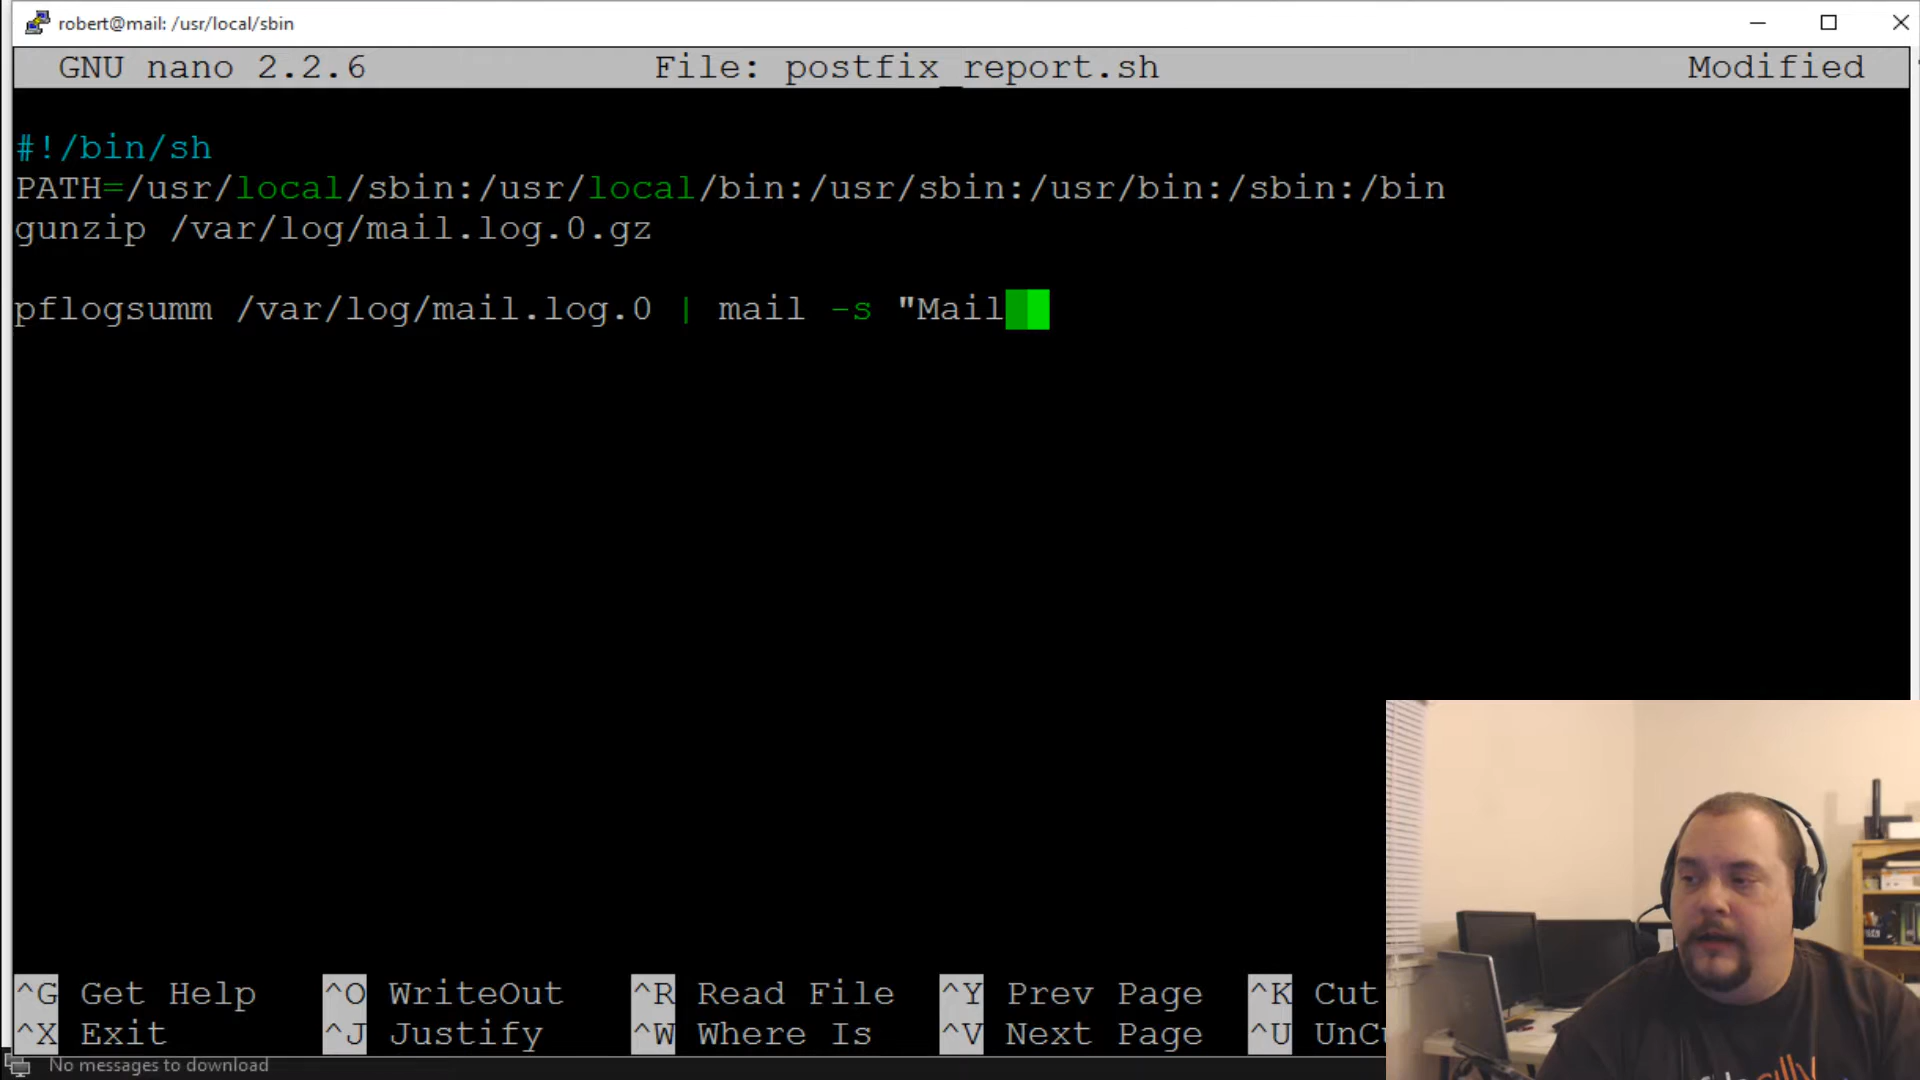 robert@mail: /usr/local/sbin
GNU nano 2.2.6 File: postfix_report.sh Modified
#!/bin/sh
PATH=/usr/local/sbin:/usr/local/bin:/usr/sbin:/usr/bin:/sbin:/bin
gunzip /var/log/mail.log.0.gz
pflogsumm /var/log/mail.log.0 | mail -s "Mail
^G Get Help ^O WriteOut ^R Read File ^Y Prev Page ^K Cut
^X Exit ^J Justify ^W Where Is ^V Next Page ^U UnCu
No messages to download